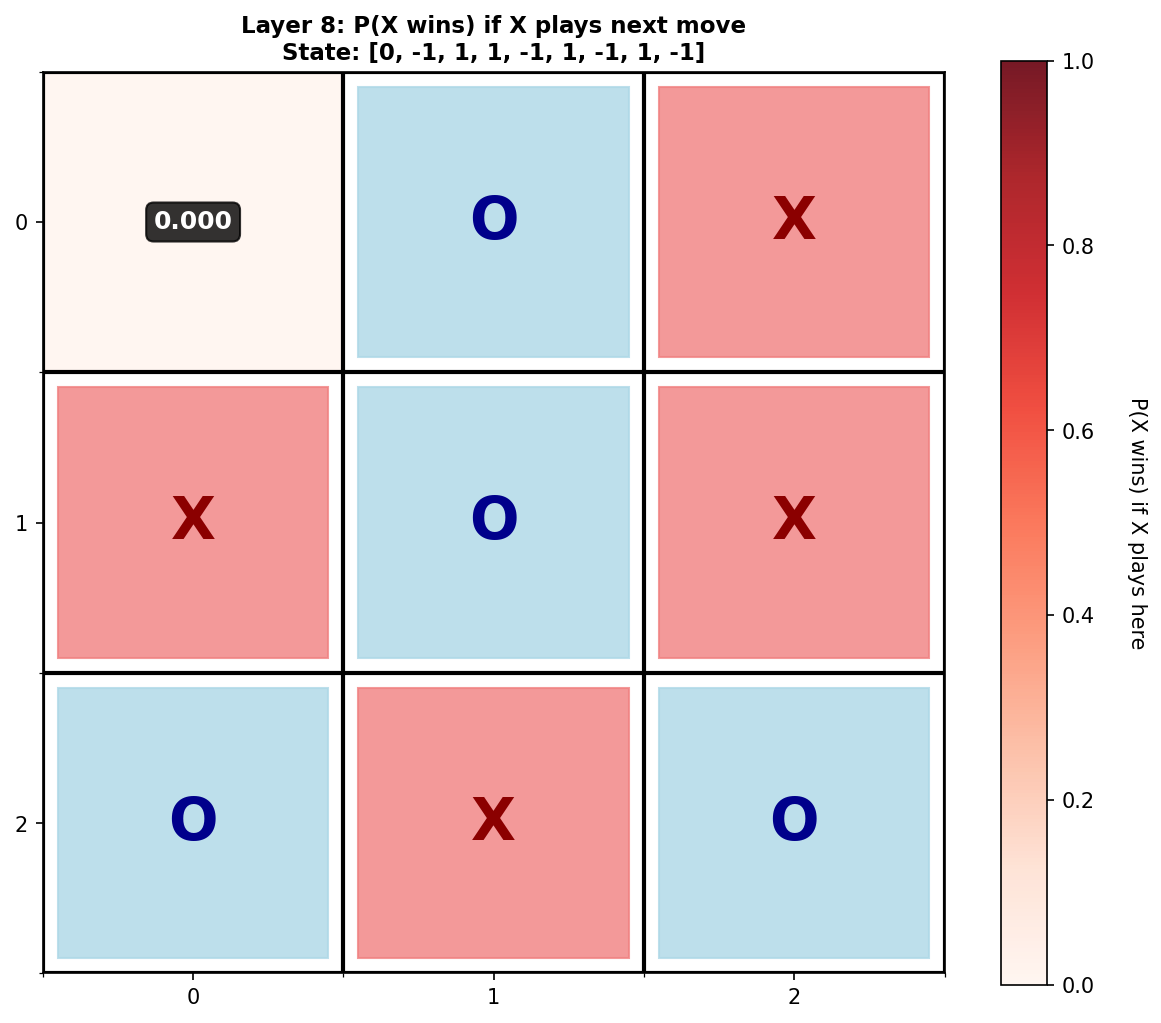 Layer 8: P(X wins) if X plays next move
State: [0, -1, 1, 1, -1, 1, -1, 1, -1]
0.000
O
X
X
O
X
O
X
O
0
1
2
0
1
2
1.0
0.8
0.6
0.4
0.2
0.0
P(X wins) if X plays here